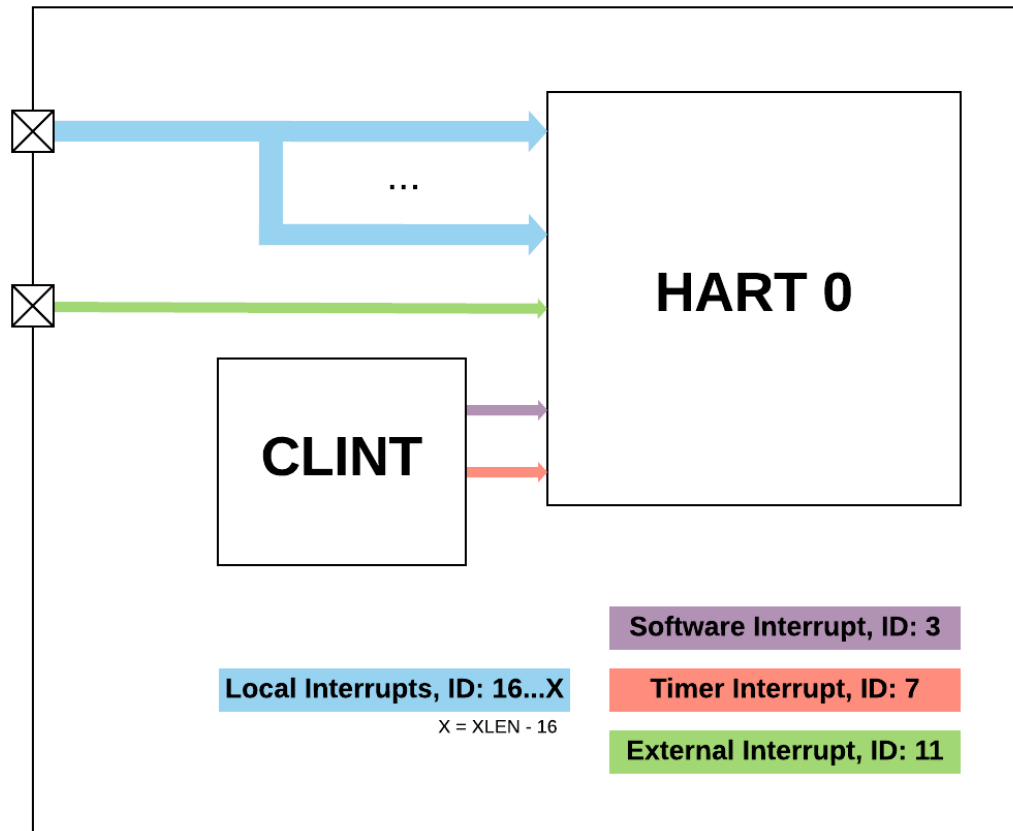 ...
HART 0
CLINT
Software Interrupt, ID: 3
Local Interrupts, ID: 16...X
Timer Interrupt, ID: 7
X = XLEN - 16
External Interrupt, ID: 11